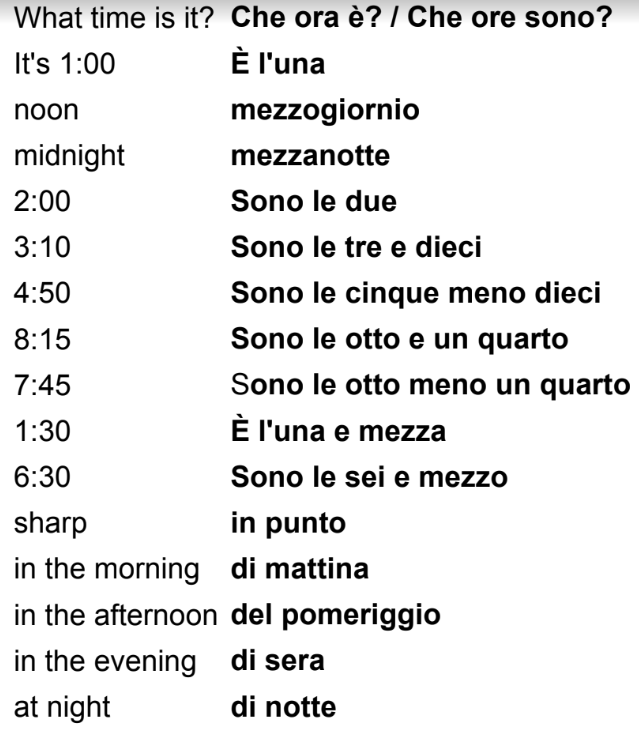 What time is it? Che ora è? / Che ore sono?
It's 1:00 È l'una
noon mezzogiornio
midnight mezzanotte
2:00 Sono le due
3:10 Sono le tre e dieci
4:50 Sono le cinque meno dieci
8:15 Sono le otto e un quarto
7:45 Sono le otto meno un quarto
1:30 È l'una e mezza
6:30 Sono le sei e mezzo
sharp in punto
in the morning di mattina
in the afternoon del pomeriggio
in the evening di sera
at night di notte